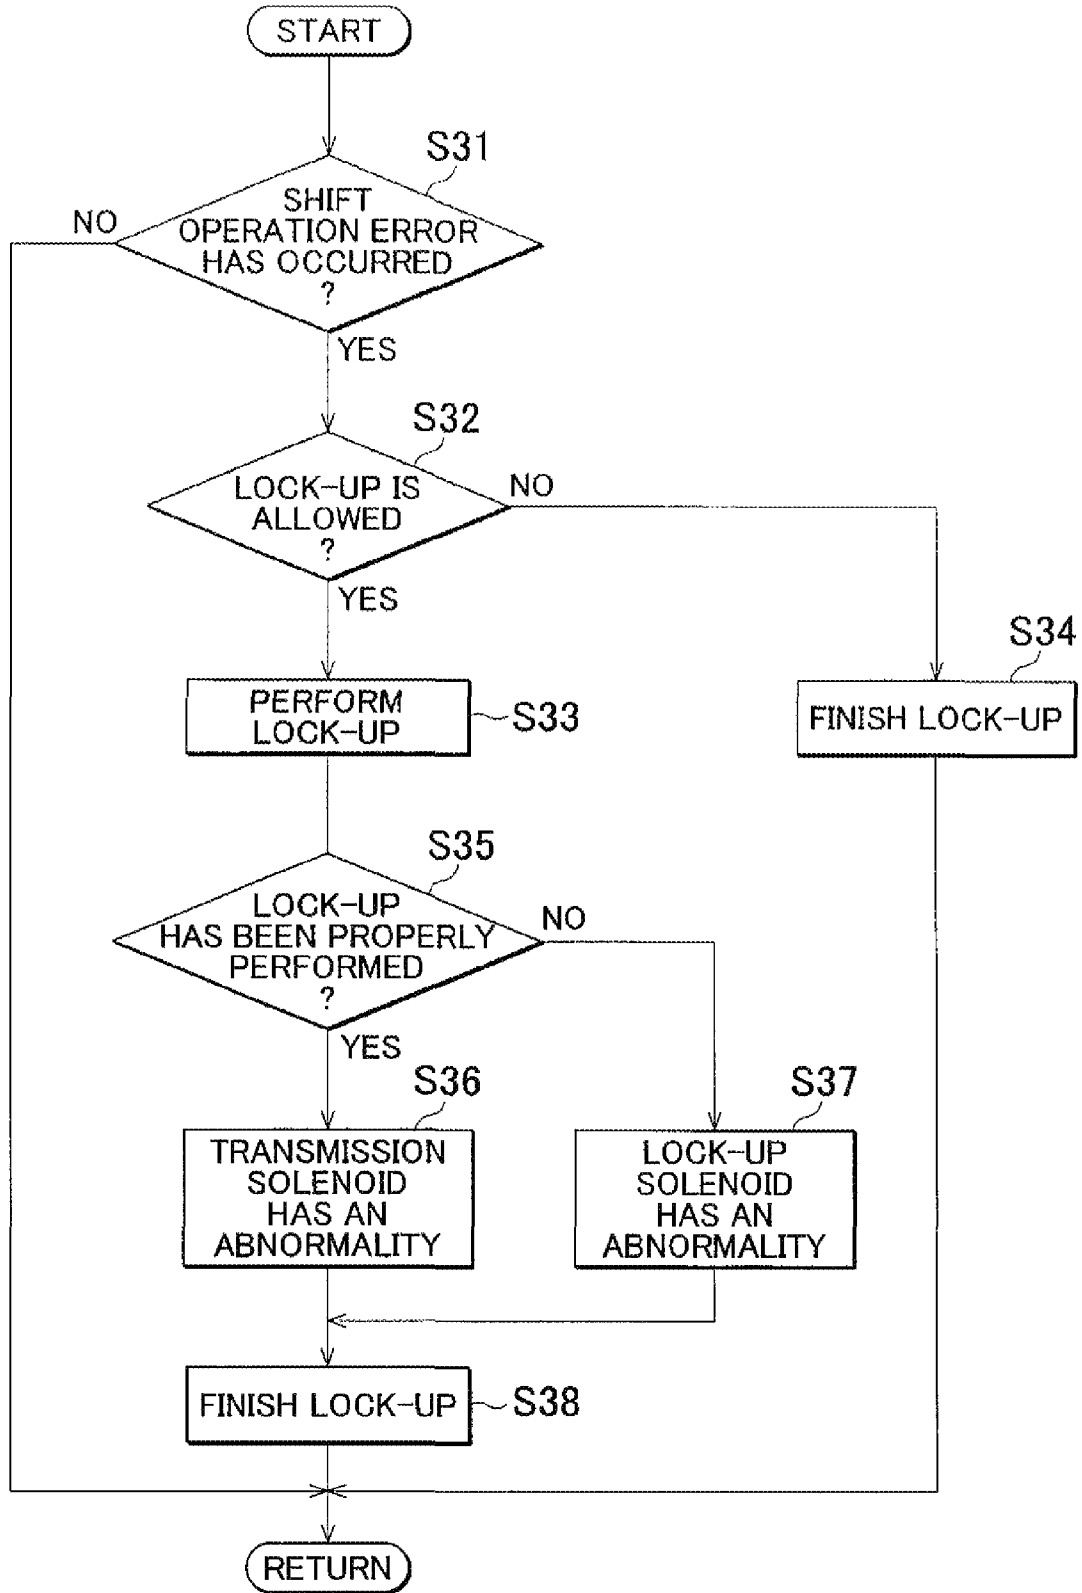 START
S31
SHIFT
OPERATION ERROR
HAS OCCURRED
?
NO
YES
S32
LOCK-UP IS
ALLOWED
?
NO
YES
S34
FINISH LOCK-UP
PERFORM
LOCK-UP
S33
S35
LOCK-UP
HAS BEEN PROPERLY
PERFORMED
?
NO
YES
S36
TRANSMISSION
SOLENOID
HAS AN
ABNORMALITY
S37
LOCK-UP
SOLENOID
HAS AN
ABNORMALITY
FINISH LOCK-UP
S38
RETURN